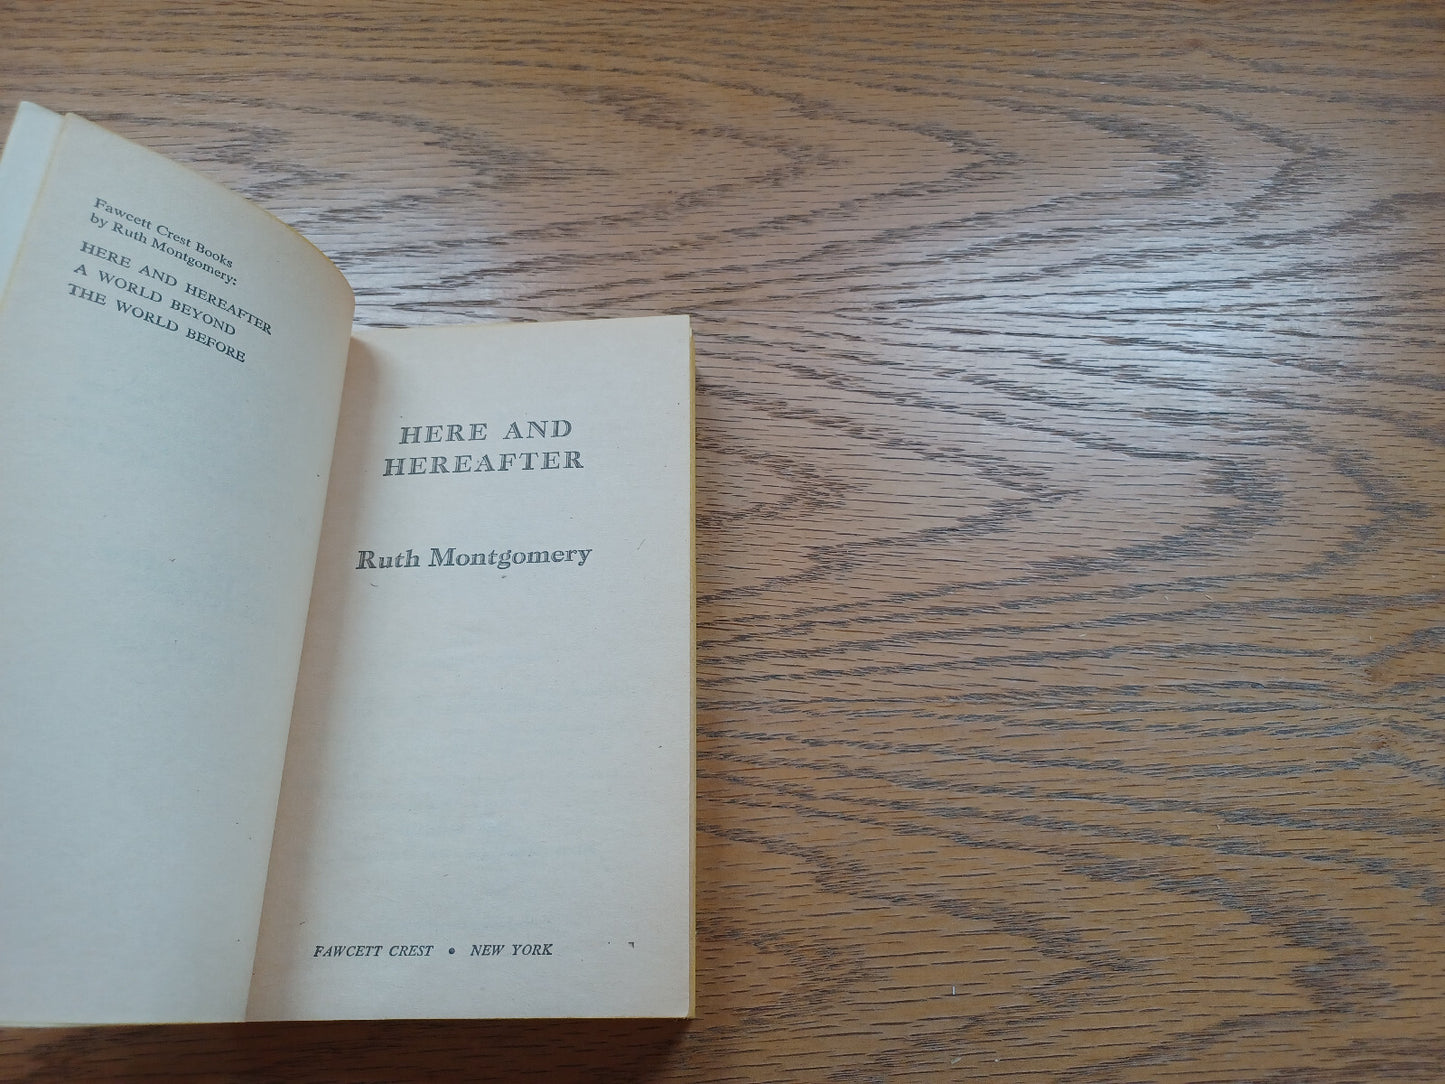 Fawcett Crest Books
by Ruth Montgomery:
HERE AND HEREAFTER
A WORLD BEYOND
THE WORLD BEFORE
HERE AND
HEREAFTER
Ruth Montgomery
FAWCETT CREST • NEW YORK